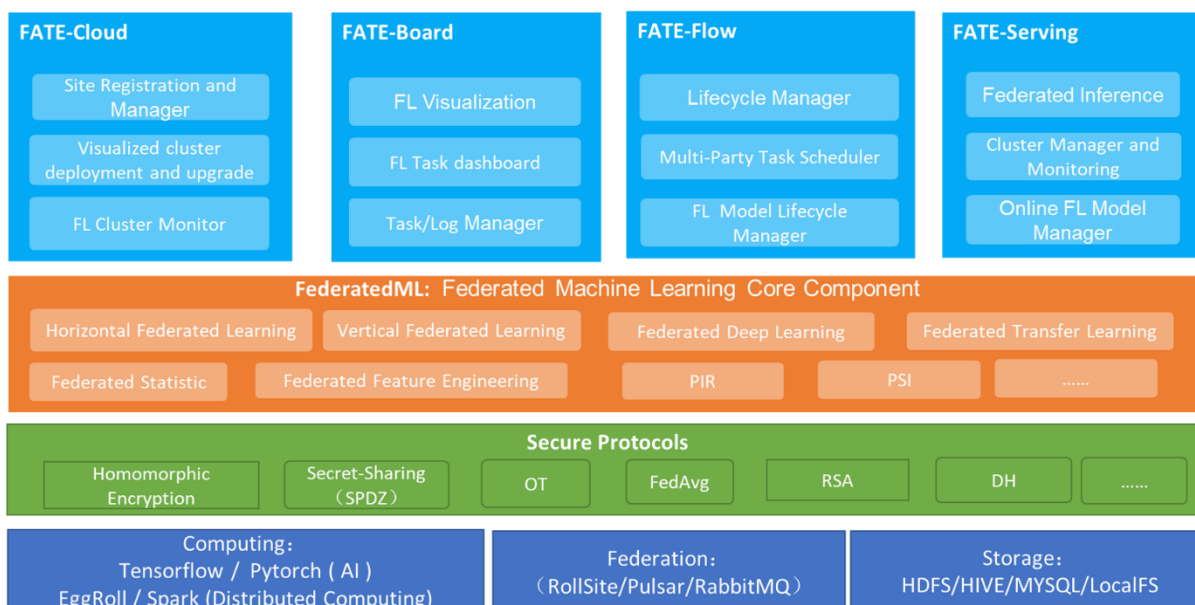 FATE-Cloud
Site Registration and
Manager
Visualized cluster
deployment and upgrade
FL Cluster Monitor
FATE-Board
FL Visualization
FL Task dashboard
Task/Log Manager
FATE-Flow
Lifecycle Manager
Multi-Party Task Scheduler
FL Model Lifecycle
Manager
FATE-Serving
Federated Inference
Cluster Manager and
Monitoring
Online FL Model
Manager
FederatedML: Federated Machine Learning Core Component
Horizontal Federated Learning
Vertical Federated Learning
Federated Deep Learning
Federated Transfer Learning
Federated Statistic
Federated Feature Engineering
PIR
PSI
......
Secure Protocols
Homomorphic
Encryption
Secret-Sharing
（SPDZ）
OT
FedAvg
RSA
DH
......
Computing：
Tensorflow / Pytorch ( AI )
EggRoll / Spark (Distributed Computing)
Federation：
（RollSite/Pulsar/RabbitMQ）
Storage：
HDFS/HIVE/MYSQL/LocalFS